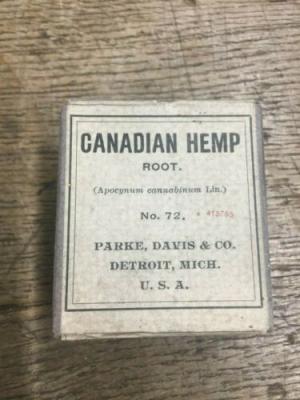 CANADIAN HEMP
ROOT.
(Apocynum cannabinum Lin.)
No. 72.
PARKE, DAVIS & CO.
DETROIT, MICH.
U. S. A.